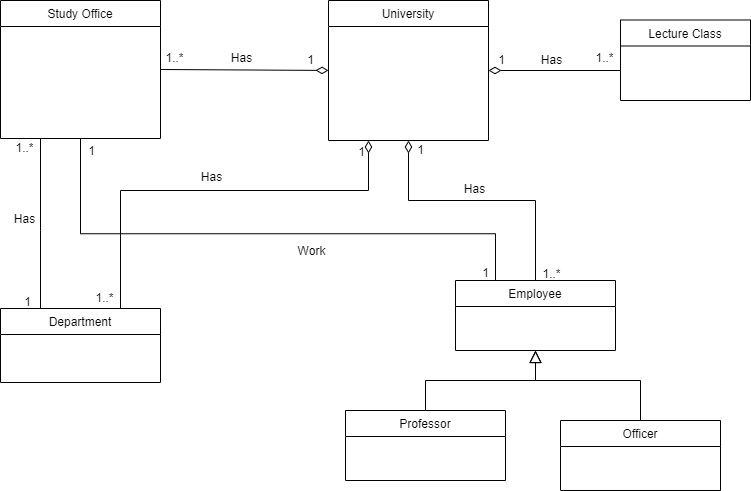 Study Office
University
Lecture Class
1..*
Has
1
1
Has
1..*
1..*
1
1
1
Has
Has
Has
Work
1
1..*
1
1..*
Department
Employee
Professor
Officer